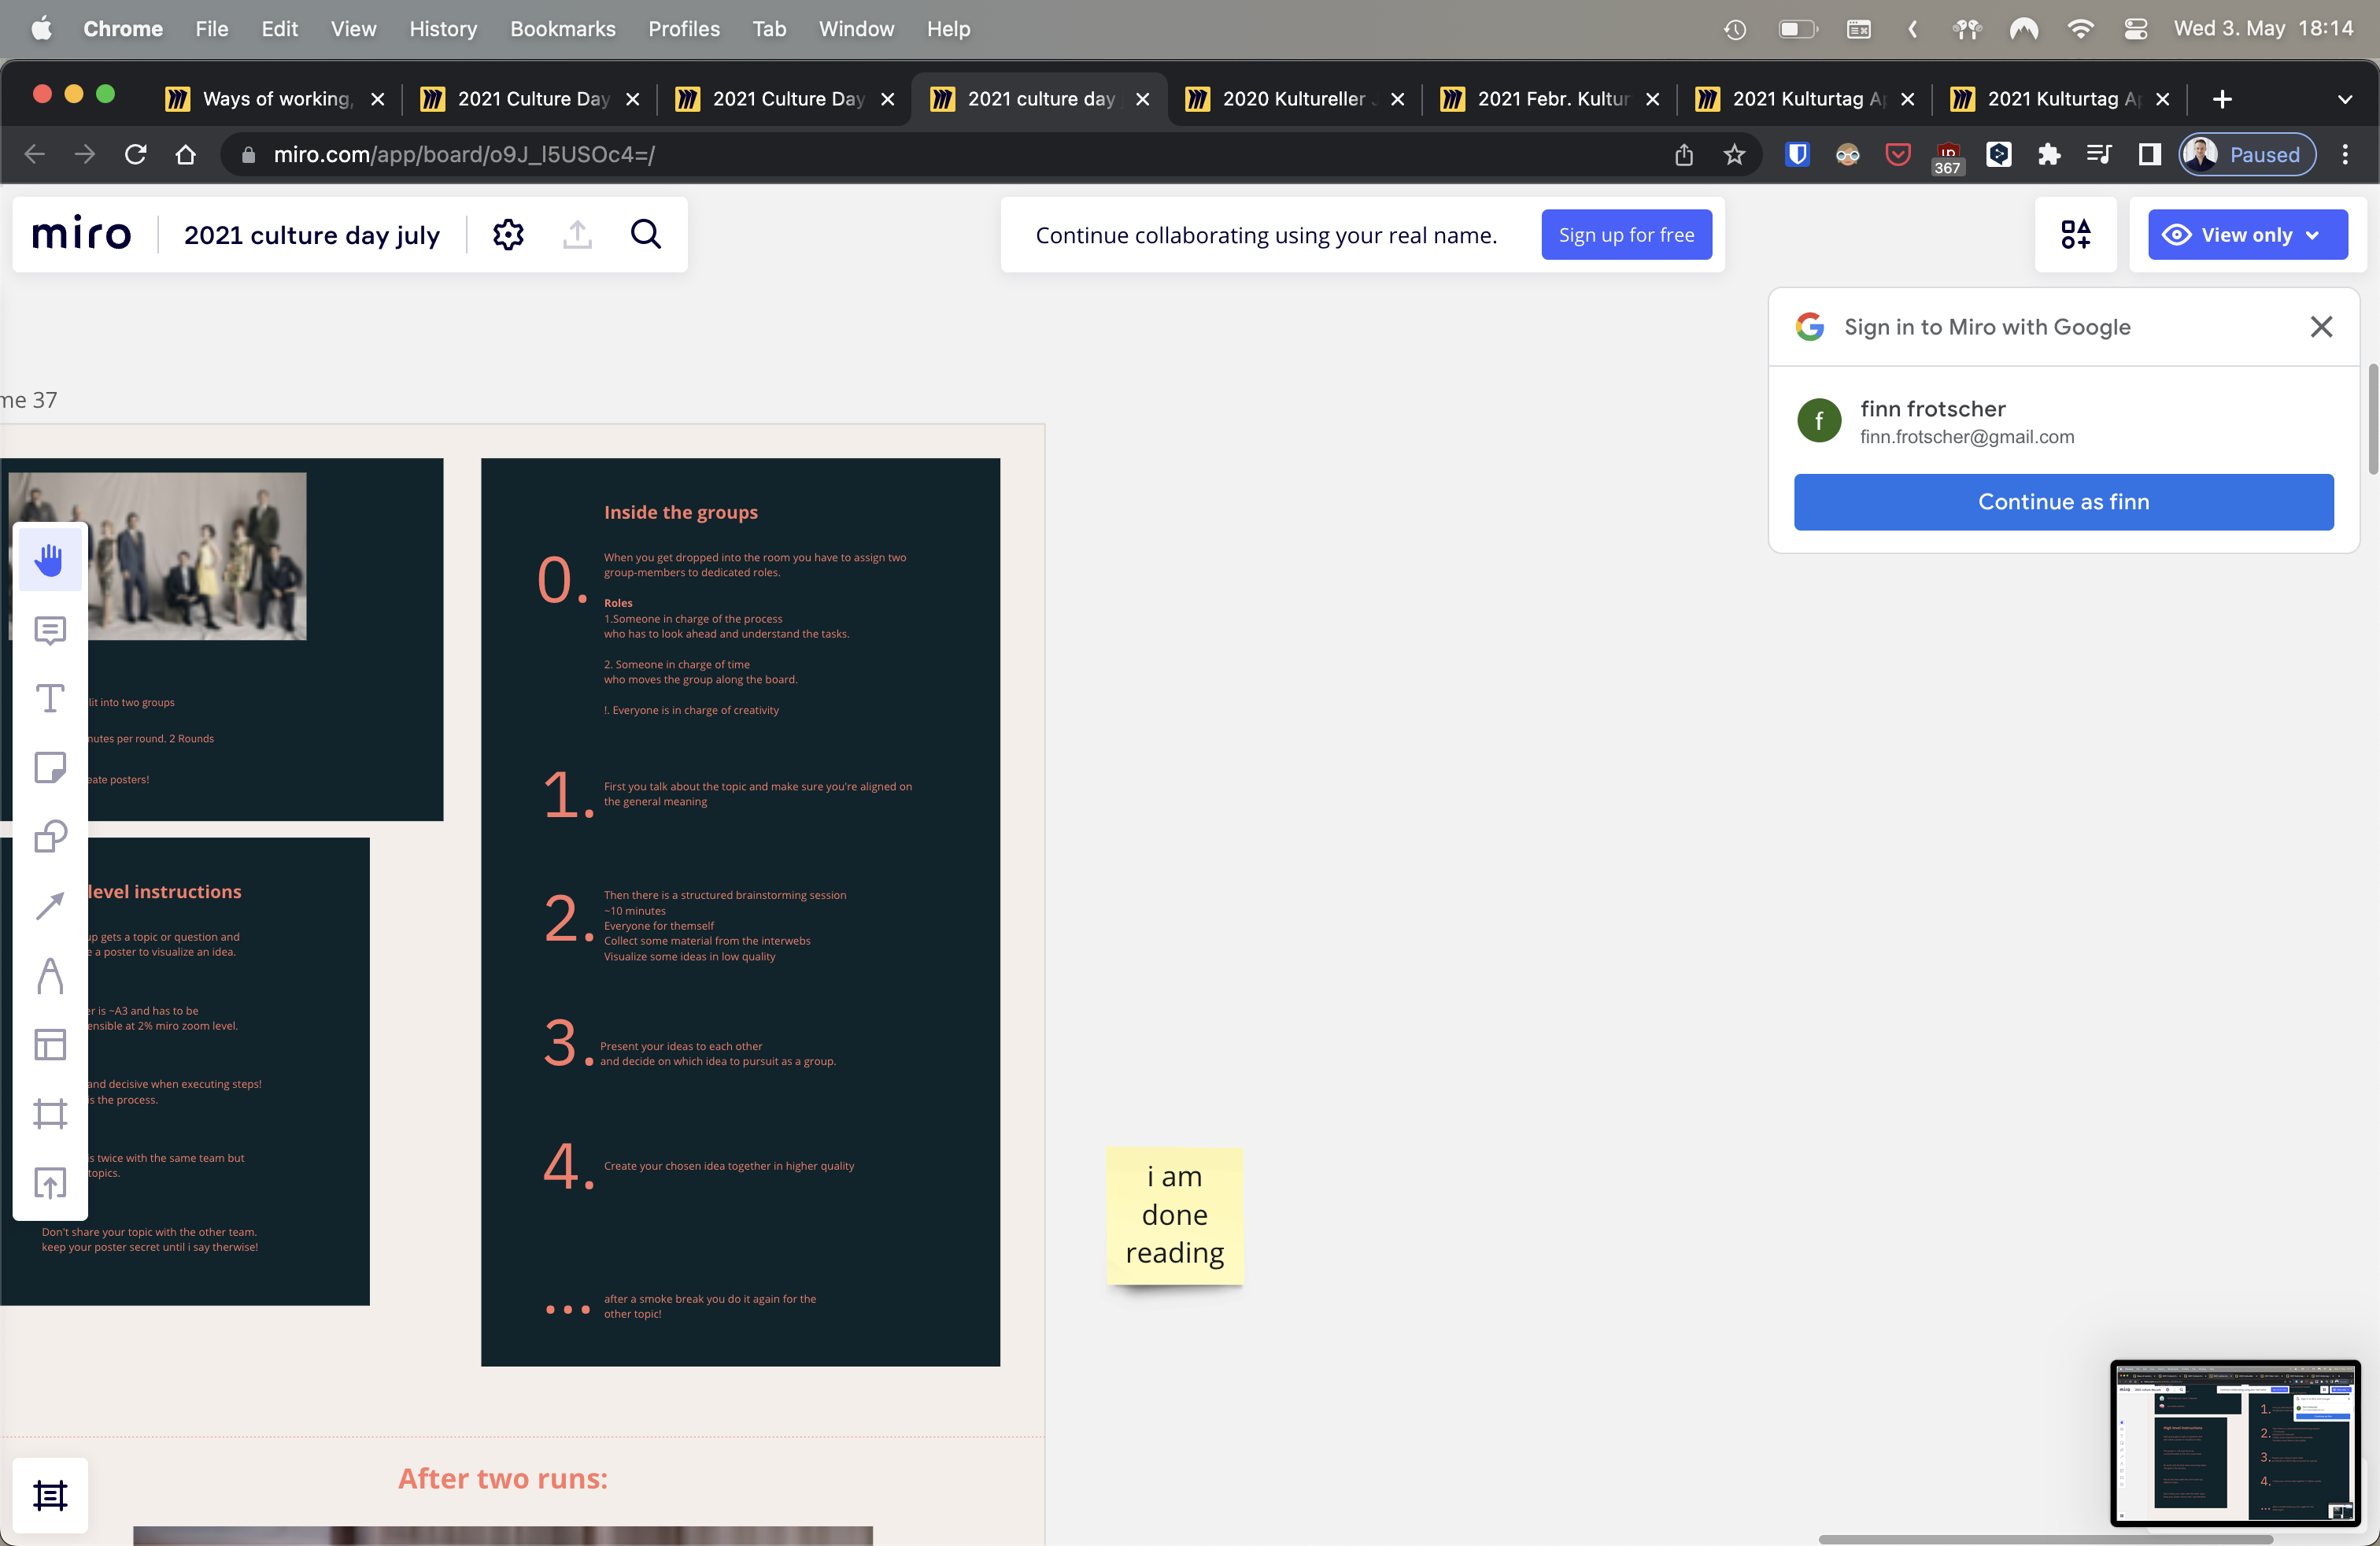 Chrome File Edit View History Bookmarks Profiles Tab Window Help Wed 3. May 18:14
Ways of working, 2021 Culture Day 2021 Culture Day 2021 culture day 2020 Kultureller 2021 Febr. Kultur 2021 Kulturtag 2021 Kulturtag
miro.com/app/board/o9J_l5USOc4=/ 367 Paused
miro 2021 culture day july
Continue collaborating using your real name. Sign up for free
View only
Sign in to Miro with Google
finn frotscher
f
finn.frotscher@gmail.com
Continue as finn
me 37
lit into two groups
nutes per round. 2 Rounds
eate posters!
level instructions
up gets a topic or question and
e a poster to visualize an idea.
er is ~A3 and has to be
ensible at 2% miro zoom level.
and decisive when executing steps!
is the process.
is twice with the same team but
topics.
Don't share your topic with the other team.
keep your poster secret until i say therwise!
Inside the groups
0.
When you get dropped into the room you have to assign two
group-members to dedicated roles.
Roles
1.Someone in charge of the process
who has to look ahead and understand the tasks.
2. Someone in charge of time
who moves the group along the board.
!. Everyone is in charge of creativity
1.
First you talk about the topic and make sure you're aligned on
the general meaning
2.
Then there is a structured brainstorming session
~10 minutes
Everyone for themself
Collect some material from the interwebs
Visualize some ideas in low quality
3.
Present your ideas to each other
and decide on which idea to pursuit as a group.
4.
Create your chosen idea together in higher quality
...
after a smoke break you do it again for the
other topic!
i am
done
reading
After two runs: